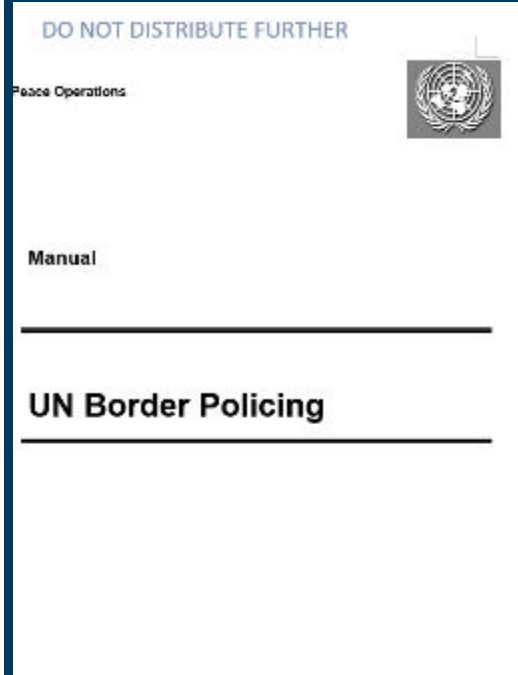 DO NOT DISTRIBUTE FURTHER
Peace Operations
Manual
UN Border Policing